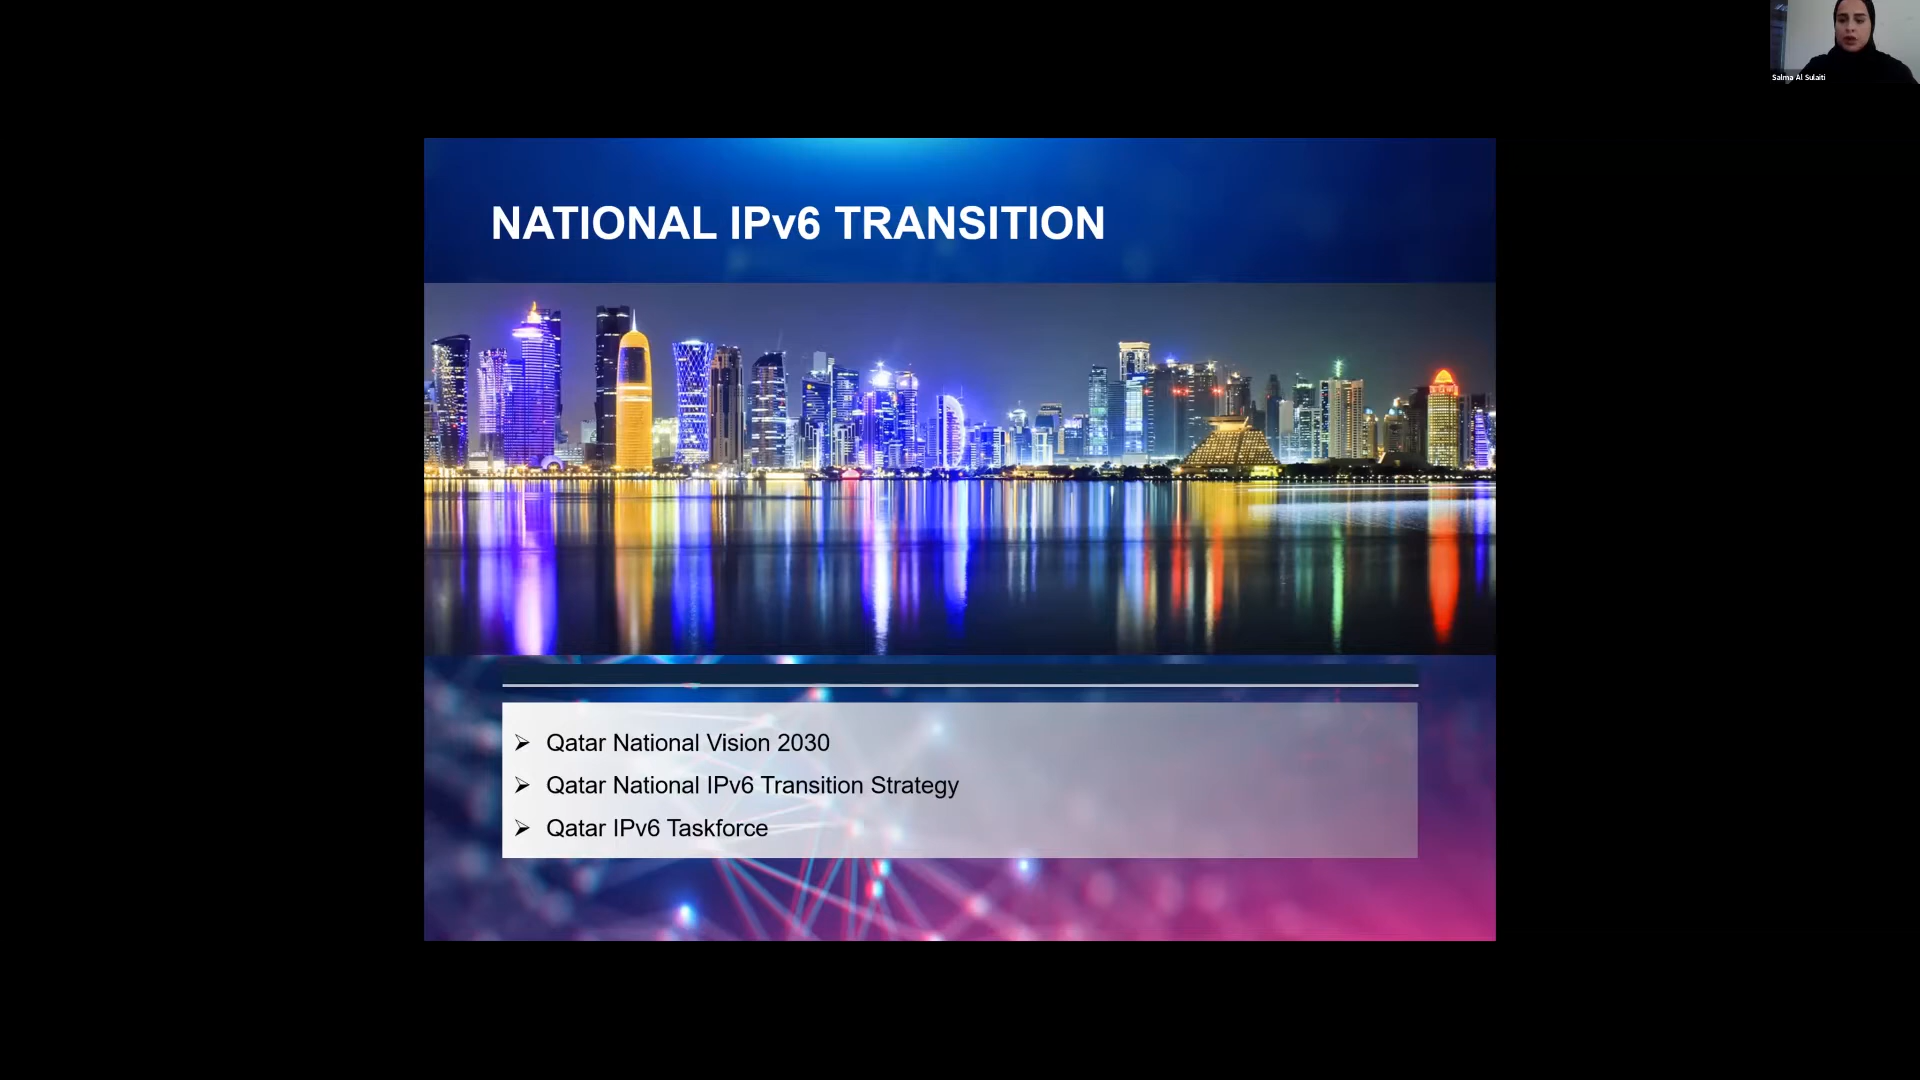 Salma Al Sulaiti
NATIONAL IPv6 TRANSITION
Qatar National Vision 2030
Qatar National IPv6 Transition Strategy
Qatar IPv6 Taskforce